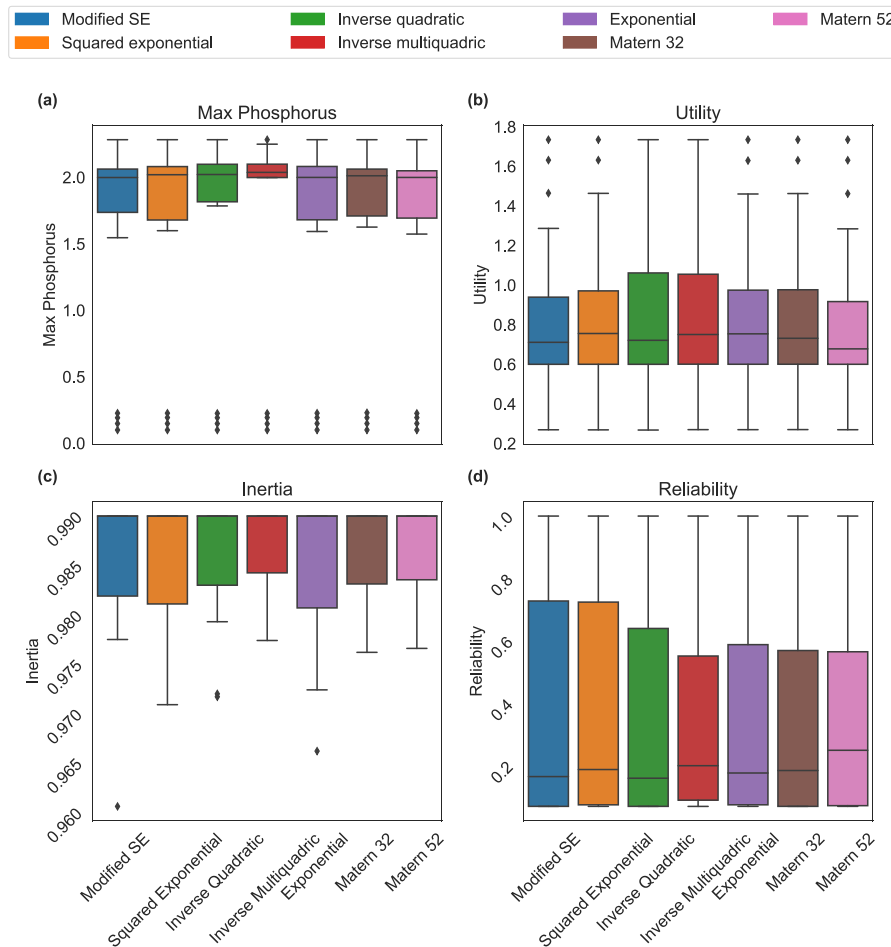 Modified SE
Inverse quadratic
Exponential
Matern 52
Squared exponential
Inverse multiquadric
Matern 32
(a)
Max Phosphorus
Max Phosphorus
2.0
1.5
1.0
0.5
0.0
(b)
Utility
Utility
1.8
1.6
1.4
1.2
1.0
0.8
0.6
0.4
0.2
(c)
Inertia
Inertia
0.990
0.985
0.980
0.975
0.970
0.965
0.960
Modified SE
Squared Exponential
Inverse Quadratic
Inverse Multiquadric
Exponential
Matern 32
Matern 52
(d)
Reliability
Reliability
1.0
0.8
0.6
0.4
0.2
Modified SE
Squared Exponential
Inverse Quadratic
Inverse Multiquadric
Exponential
Matern 32
Matern 52